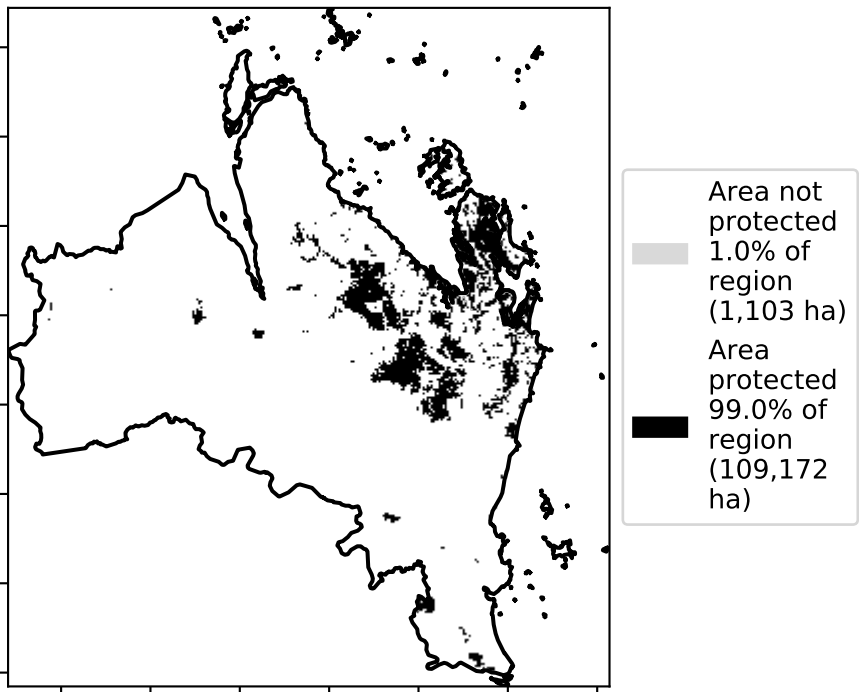 Area not
protected
1.0% of
region
(1,103 ha)
Area
protected
99.0% of
region
(109,172
ha)